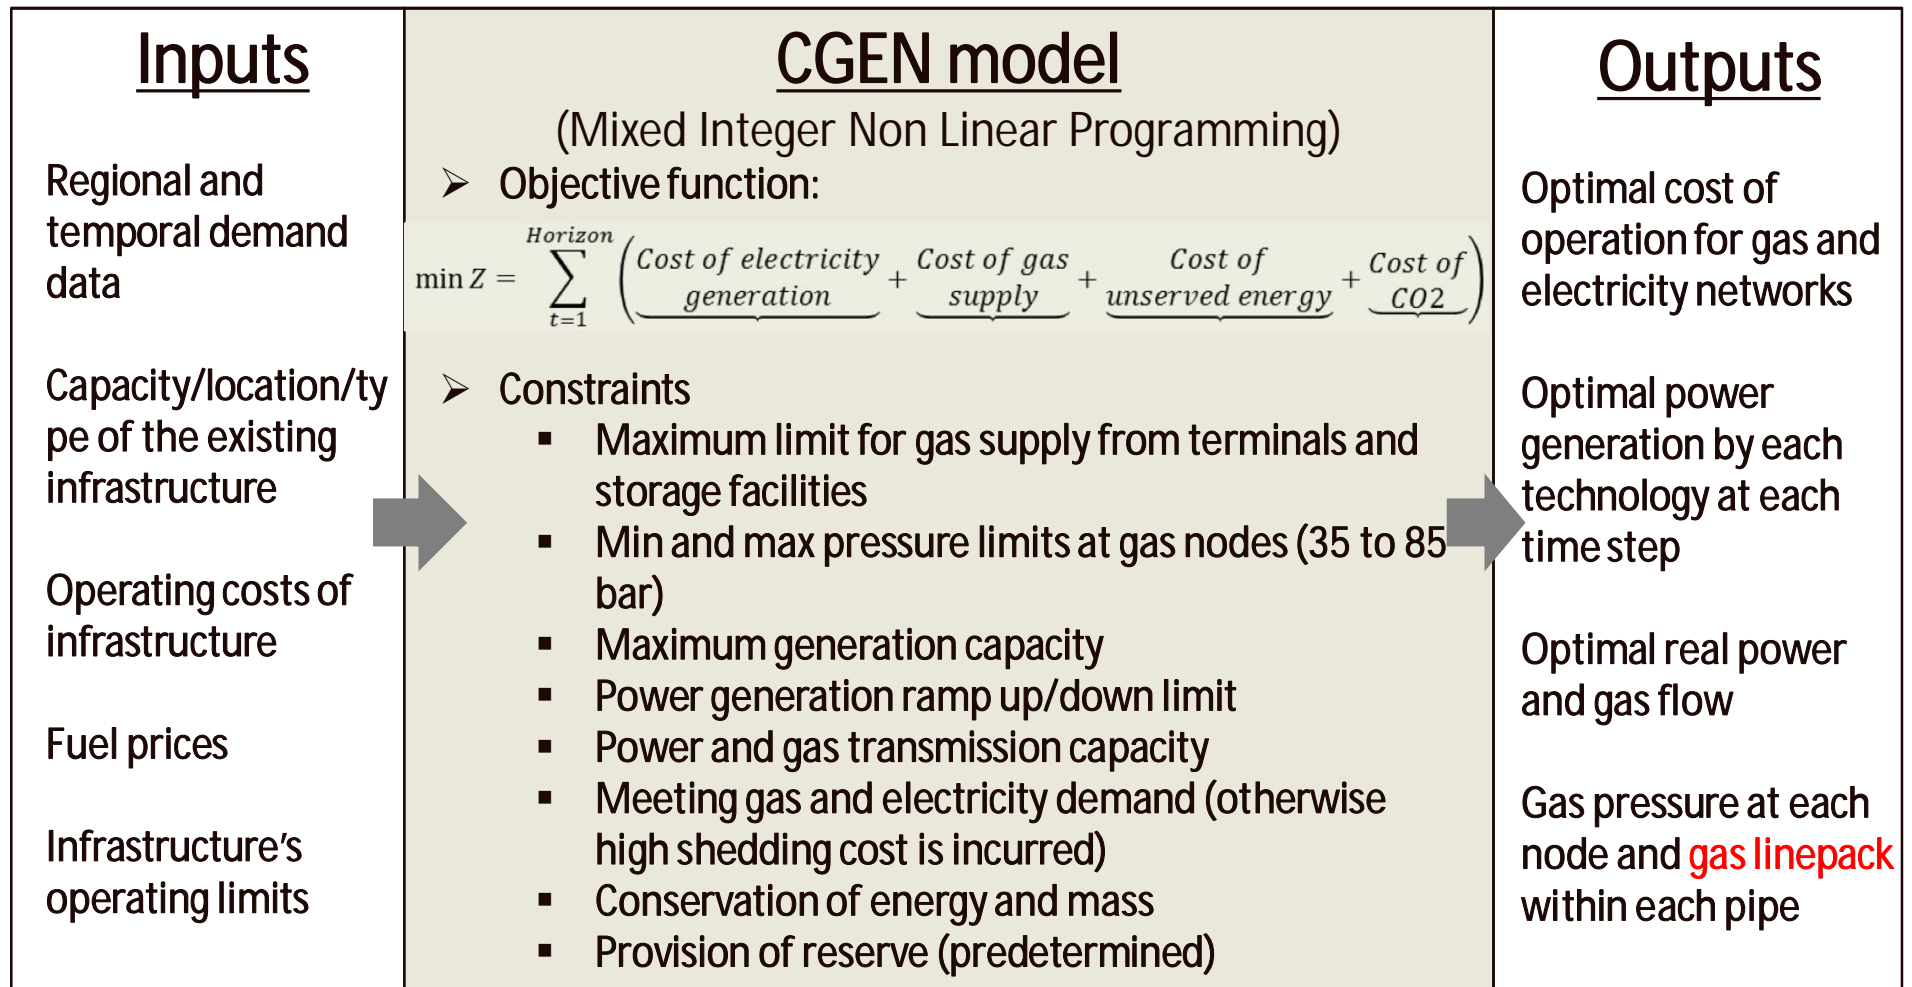 Inputs
Regional and
temporal demand
data
Capacity/location/ty
pe of the existing
infrastructure
Operating costs of
infrastructure
Fuel prices
Infrastructure's
operating limits
CGEN model
(Mixed Integer Non Linear Programming)
➢ Objective function:
min Z = \sum_{t=1}^{Horizon} ( \underbrace{Cost of electricity generation} + \underbrace{Cost of gas supply} + \underbrace{Cost of unserved energy} + \underbrace{Cost of CO2} )
➢ Constraints
▪ Maximum limit for gas supply from terminals and
storage facilities
▪ Min and max pressure limits at gas nodes (35 to 85
bar)
▪ Maximum generation capacity
▪ Power generation ramp up/down limit
▪ Power and gas transmission capacity
▪ Meeting gas and electricity demand (otherwise
high shedding cost is incurred)
▪ Conservation of energy and mass
▪ Provision of reserve (predetermined)
Outputs
Optimal cost of
operation for gas and
electricity networks
Optimal power
generation by each
technology at each
time step
Optimal real power
and gas flow
Gas pressure at each
node and gas linepack
within each pipe